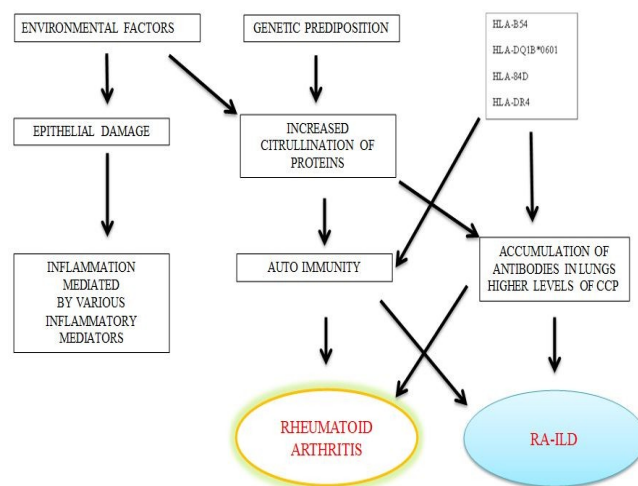 ENVIRONMENTAL FACTORS
GENETIC PREDIPOSITION
HLA-B54
HLA-DQ1B*0601
HLA-84D
HLA-DR4
EPITHELIAL DAMAGE
INCREASED
CITRULLINATION OF
PROTEINS
INFLAMMATION
MEDIATED
BY VARIOUS
INFLAMMATORY
MEDIATORS
AUTO IMMUNITY
ACCUMULATION OF
ANTIBODIES IN LUNGS
HIGHER LEVELS OF CCP
RHEUMATOID
ARTHRITIS
RA-ILD